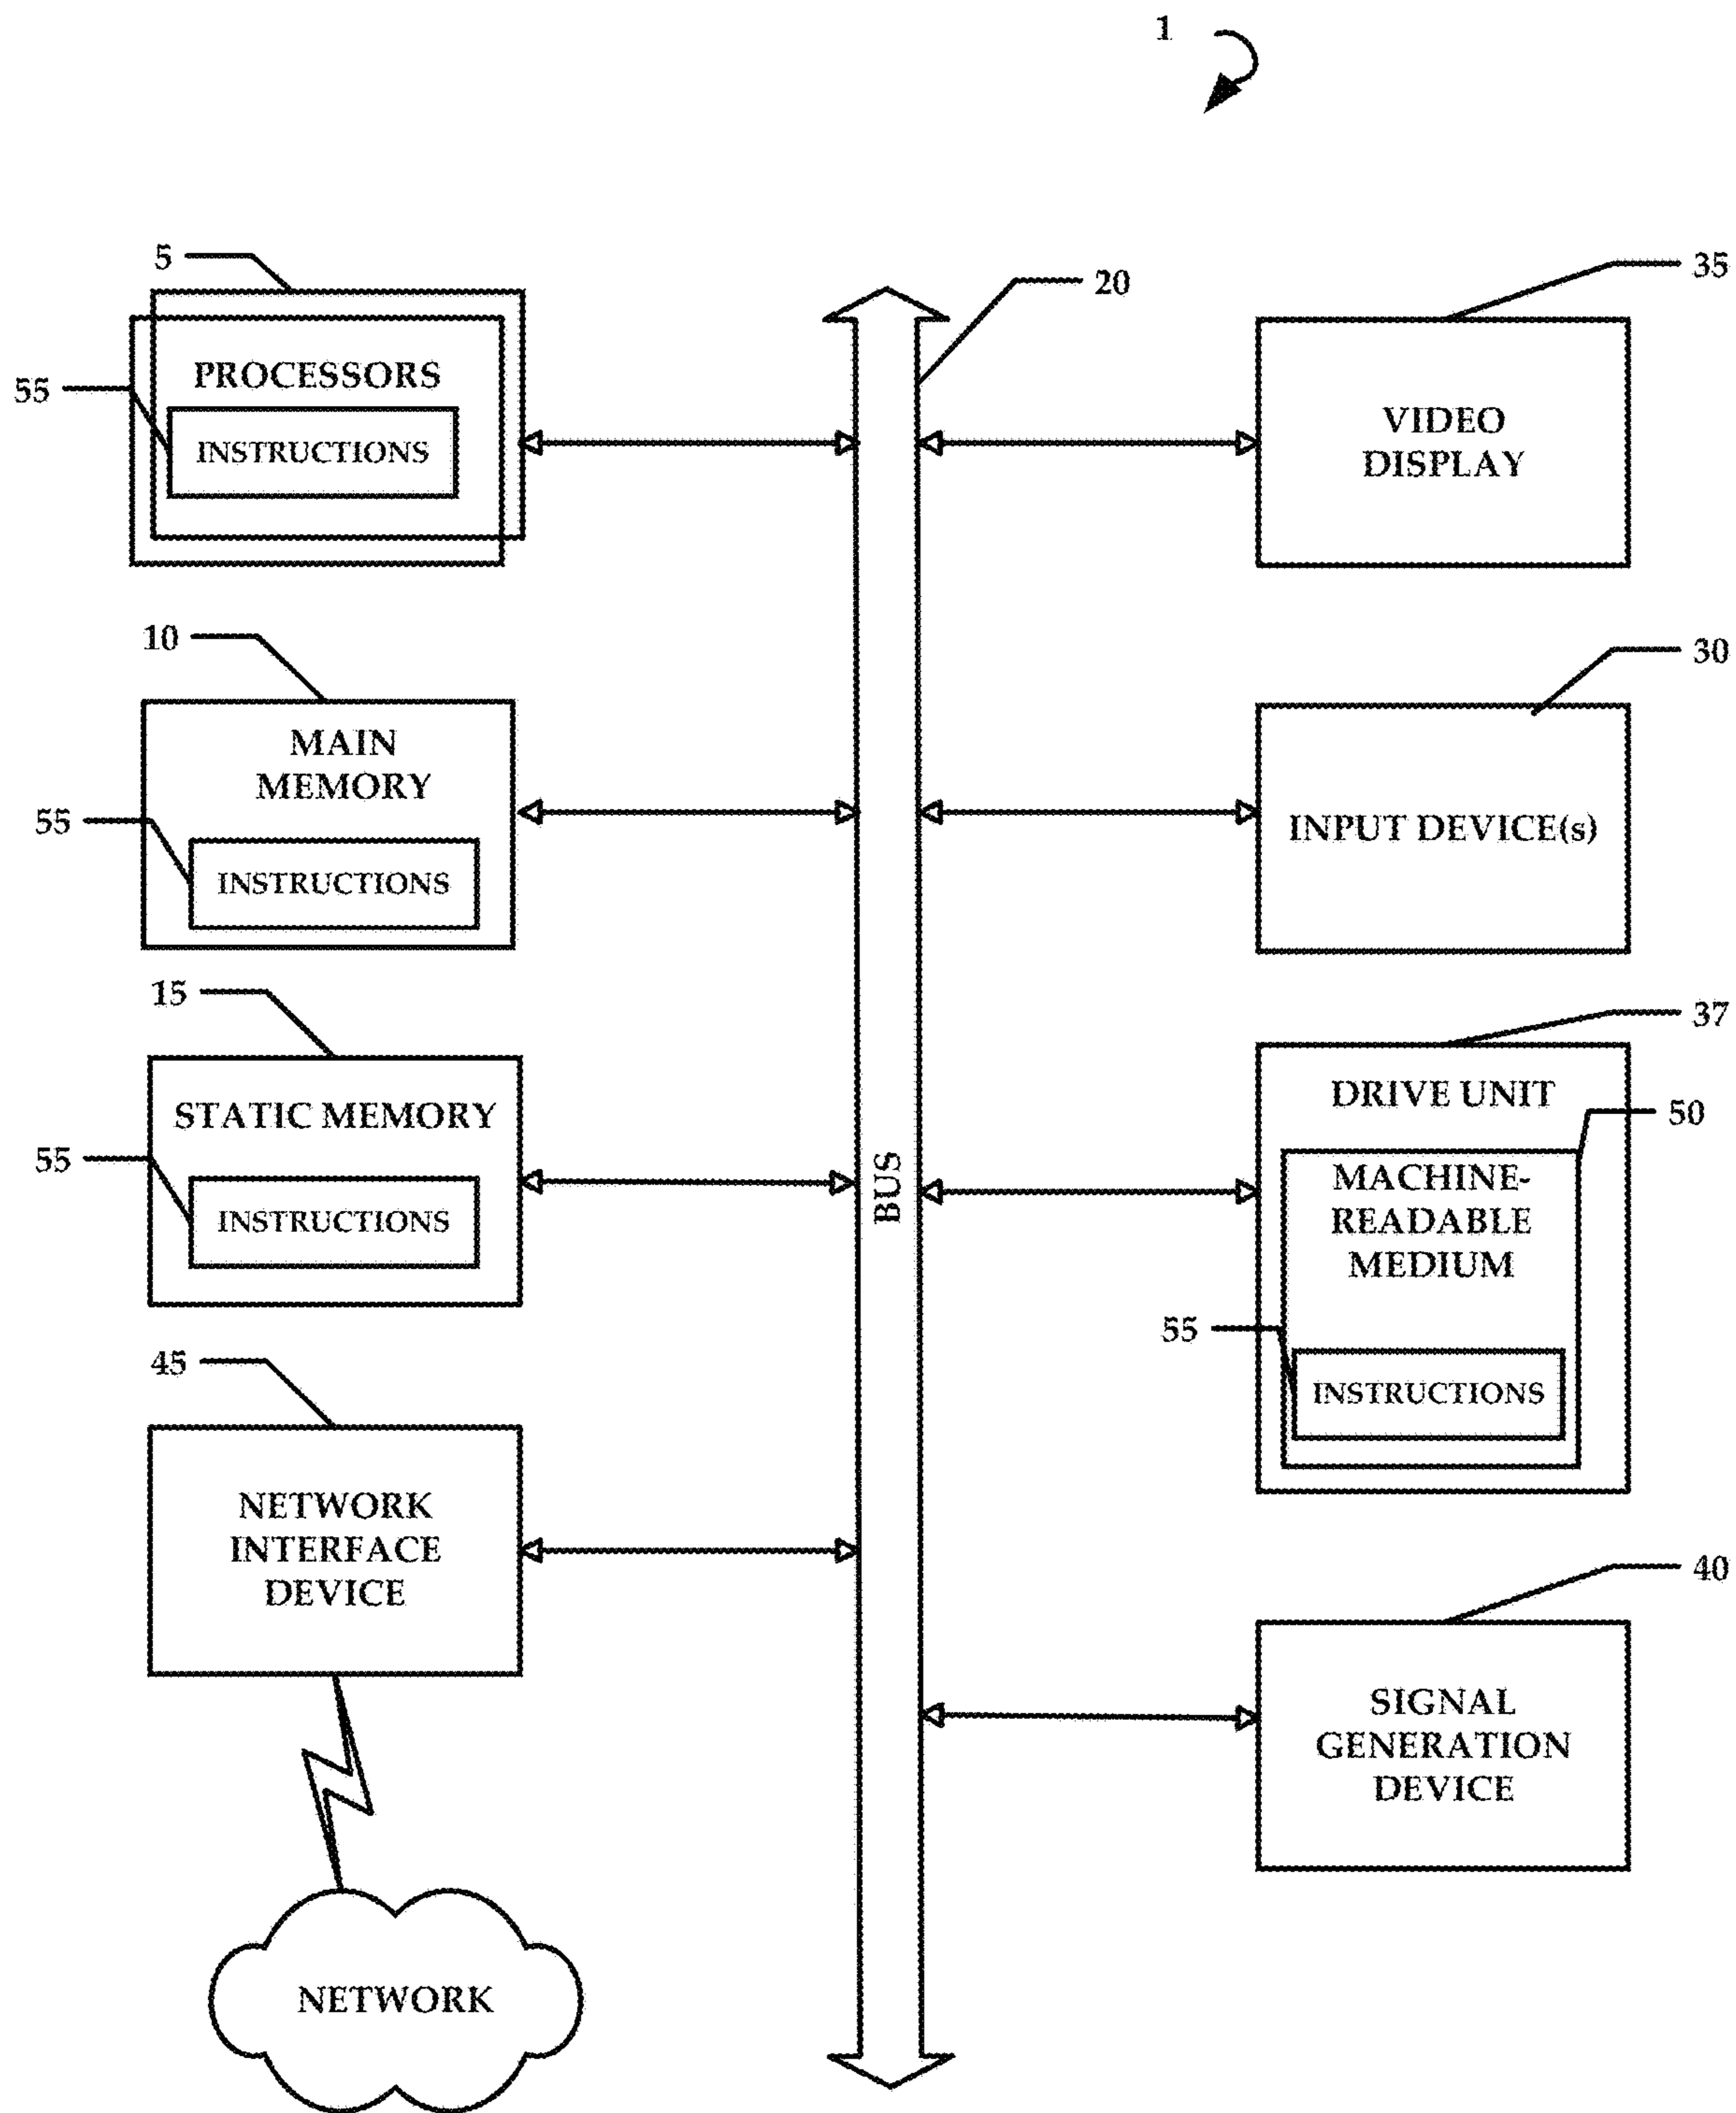 1
5
PROCESSORS
55
INSTRUCTIONS
10
MAIN
MEMORY
55
INSTRUCTIONS
15
STATIC MEMORY
55
INSTRUCTIONS
45
NETWORK
INTERFACE
DEVICE
NETWORK
20
BUS
35
VIDEO
DISPLAY
30
INPUT DEVICE(s)
37
DRIVE UNIT
50
MACHINE-
READABLE
MEDIUM
55
INSTRUCTIONS
40
SIGNAL
GENERATION
DEVICE